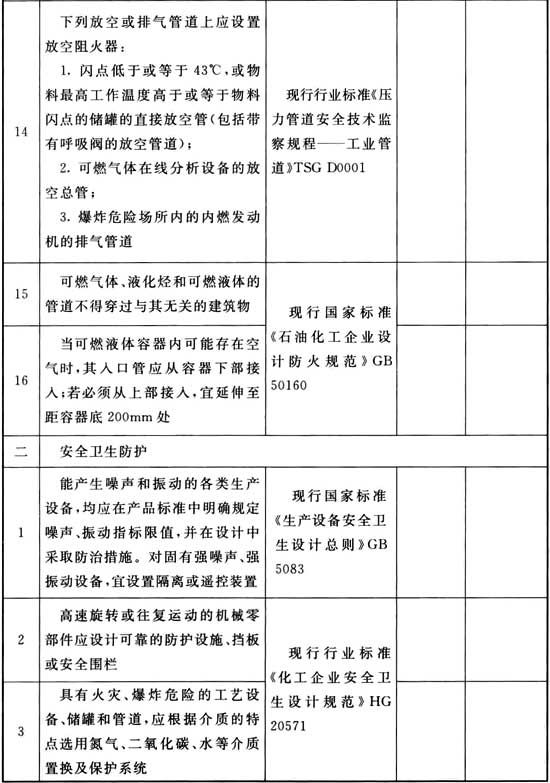 14
下列放空或排气管道上应设置
放空阻火器：
1. 闪点低于或等于 43℃，或物
料最高工作温度高于或等于物料
闪点的储罐的直接放空管(包括带
有呼吸阀的放空管道)；
2. 可燃气体在线分析设备的放
空总管；
3. 爆炸危险场所内的内燃发动
机的排气管道
现行行业标准《压
力管道安全技术监
察规程——工业管
道》TSG D0001
15
可燃气体、液化烃和可燃液体的
管道不得穿过与其无关的建筑物
16
当可燃液体容器内可能存在空
气时，其入口管应从容器下部接
入；若必须从上部接入，宜延伸至
距容器底 200mm 处
现行国家标准
《石油化工企业设
计防火规范》GB
50160
二
安全卫生防护
1
能产生噪声和振动的各类生产
设备，均应在产品标准中明确规定
噪声、振动指标限值，并在设计中
采取防治措施。对固有强噪声、强
振动设备，宜设置隔离或遥控装置
现行国家标准
《生产设备安全卫
生设计总则》GB
5083
2
高速旋转或往复运动的机械零
部件应设计可靠的防护设施、挡板
或安全围栏
3
具有火灾、爆炸危险的工艺设
备、储罐和管道，应根据介质的特
点选用氮气、二氧化碳、水等介质
置换及保护系统
现行行业标准
《化工企业安全卫
生设计规范》HG
20571